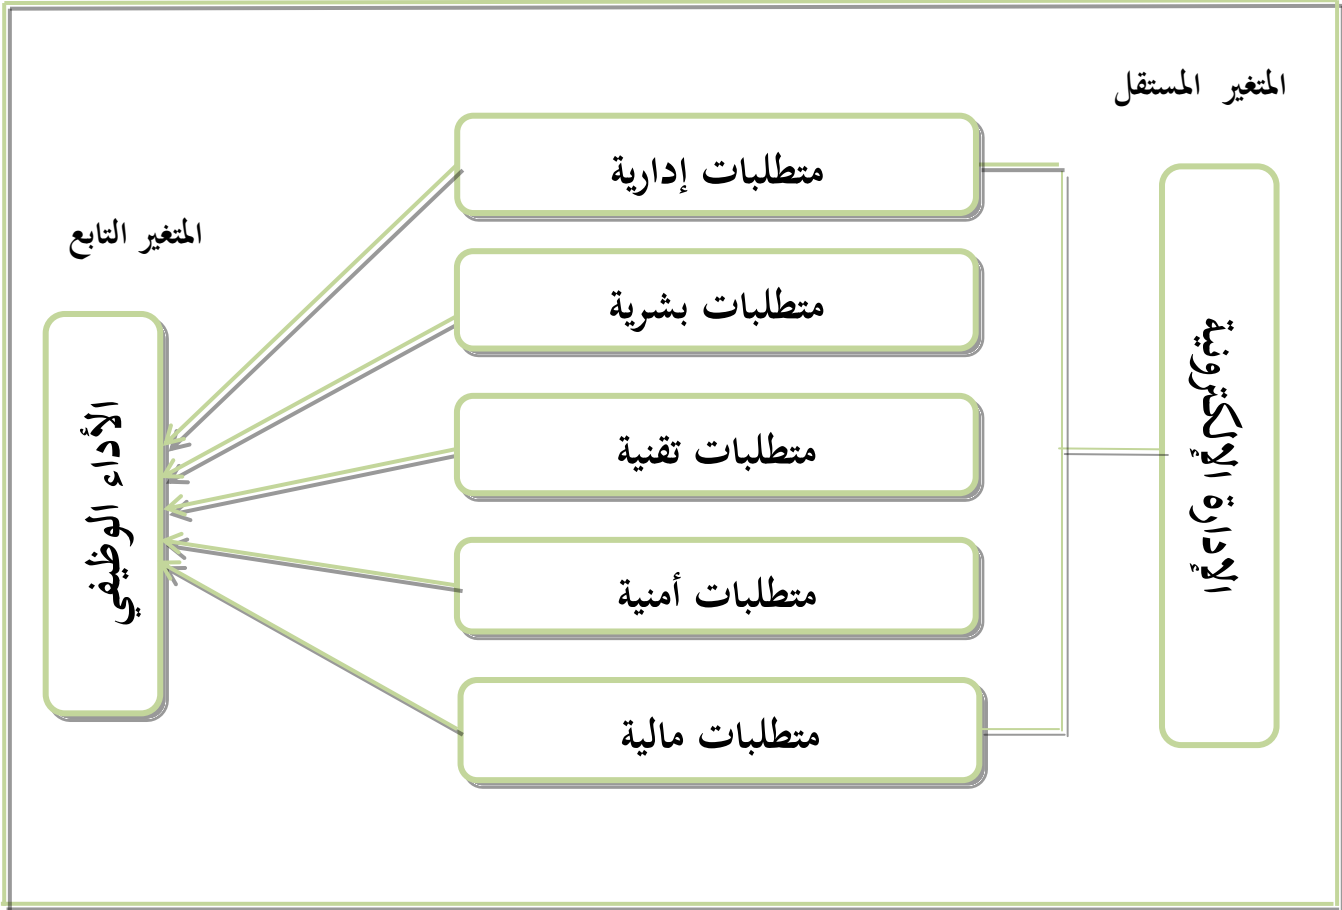 المتغير المستقل
الإدارة الإلكترونية
متطلبات إدارية
متطلبات بشرية
متطلبات تقنية
متطلبات أمنية
متطلبات مالية
المتغير التابع
الأداء الوظيفي